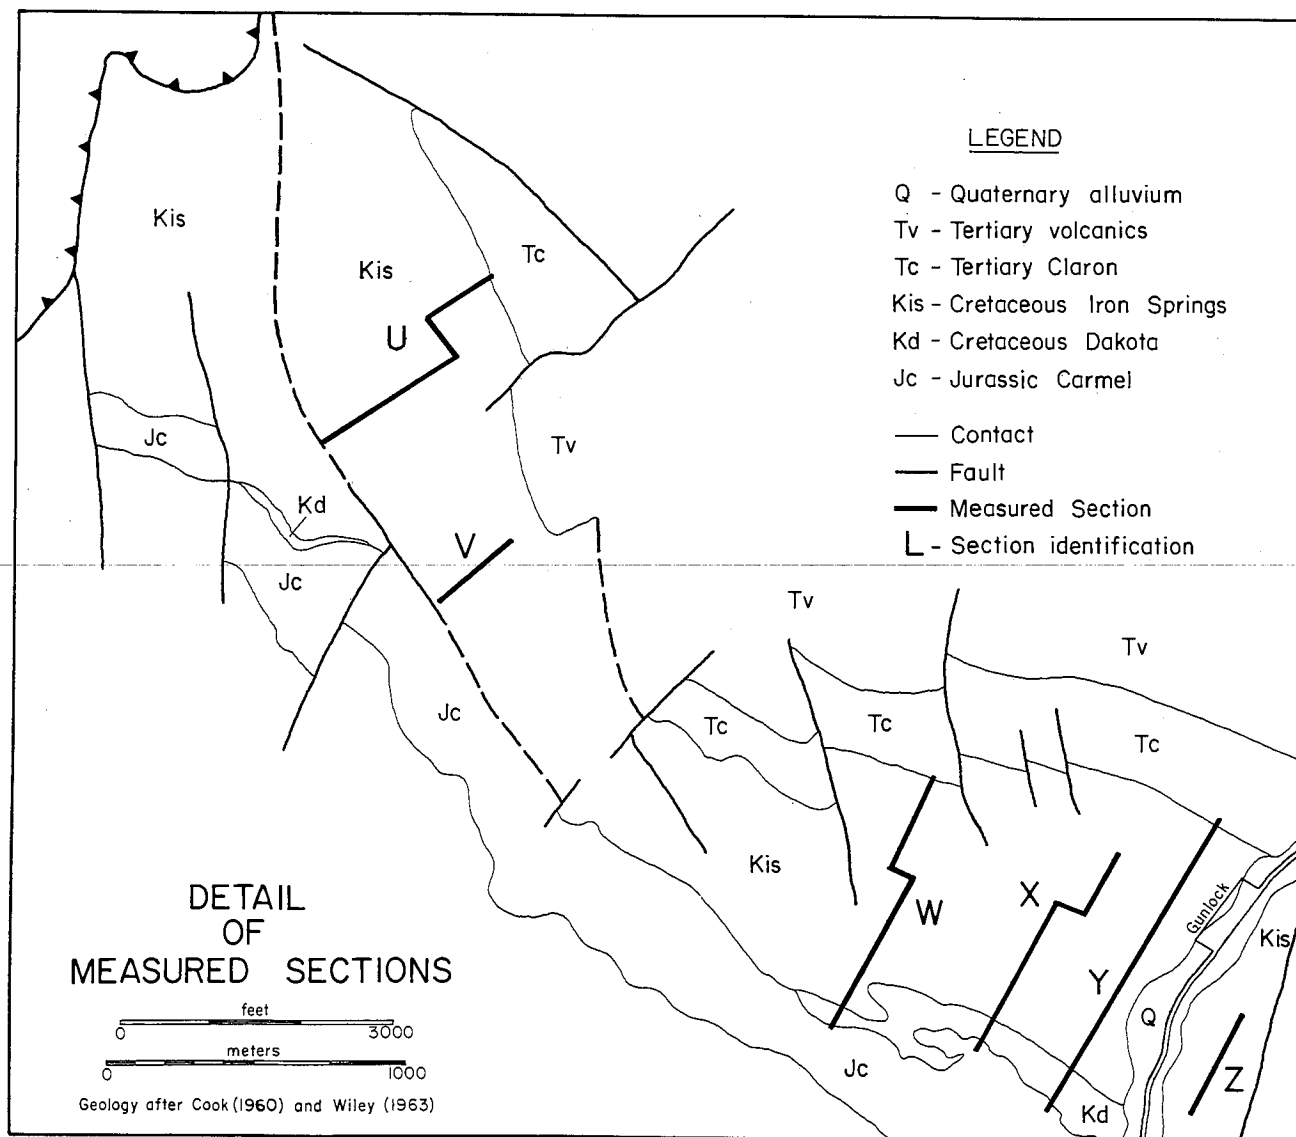 LEGEND
Q - Quaternary alluvium
Tv - Tertiary volcanics
Tc - Tertiary Claron
Kis - Cretaceous Iron Springs
Kd - Cretaceous Dakota
Jc - Jurassic Carmel
Contact
Fault
Measured Section
L - Section identification
Kis
Kis
Tc
U
Jc
Tv
Kd
V
Jc
Tv
Tv
Jc
Tc
Tc
Tc
Kis
X
W
Gunlock
Kis
Y
Q
Jc
Z
Kd
DETAIL
OF
MEASURED SECTIONS
feet
0 3000
meters
0 1000
Geology after Cook (1960) and Wiley (1963)